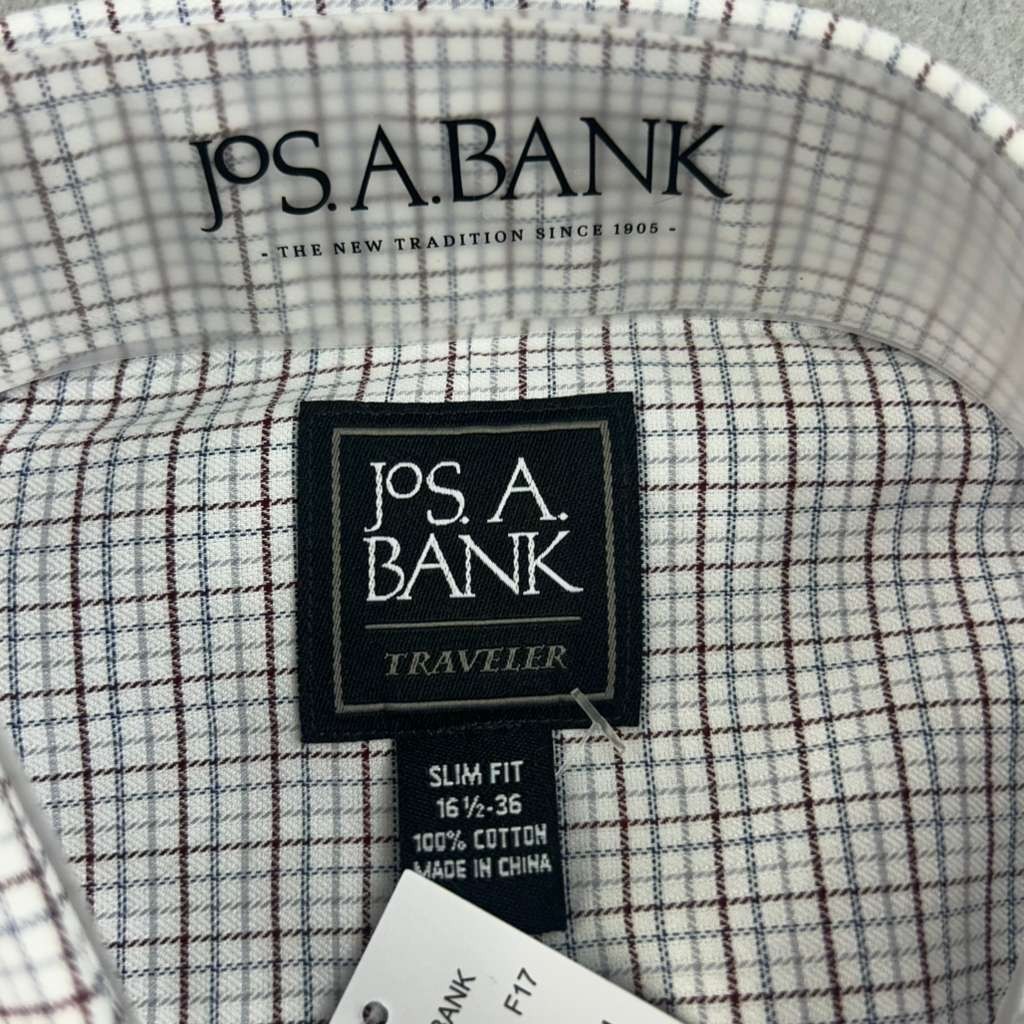 JOS. A. BANK
- THE NEW TRADITION SINCE 1905 -
JOS. A.
BANK
TRAVELER
SLIM FIT
16 ½-36
100% COTTON
MADE IN CHINA
BANK
F17